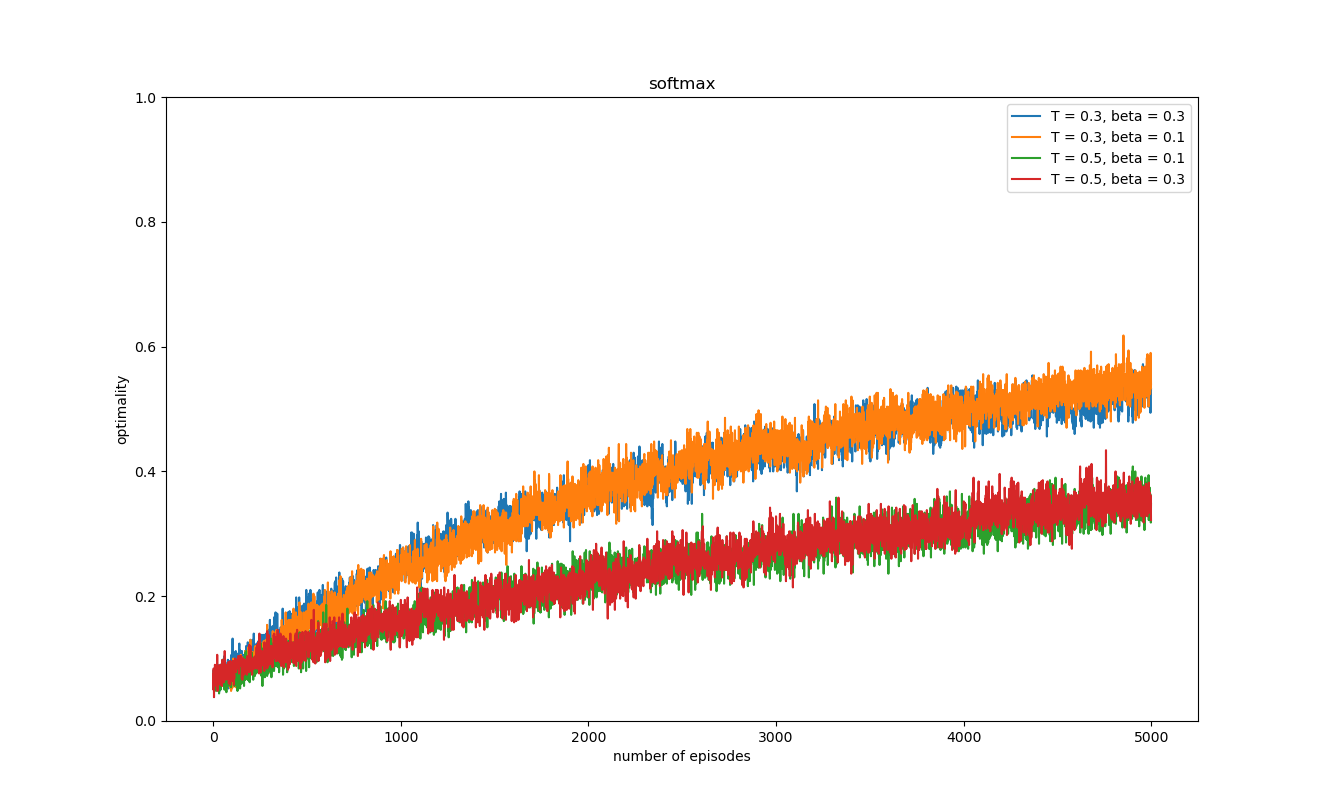 softmax
T = 0.3, beta = 0.3
T = 0.3, beta = 0.1
T = 0.5, beta = 0.1
T = 0.5, beta = 0.3
optimality
1.0
0.8
0.6
0.4
0.2
0.0
0 1000 2000 3000 4000 5000
number of episodes